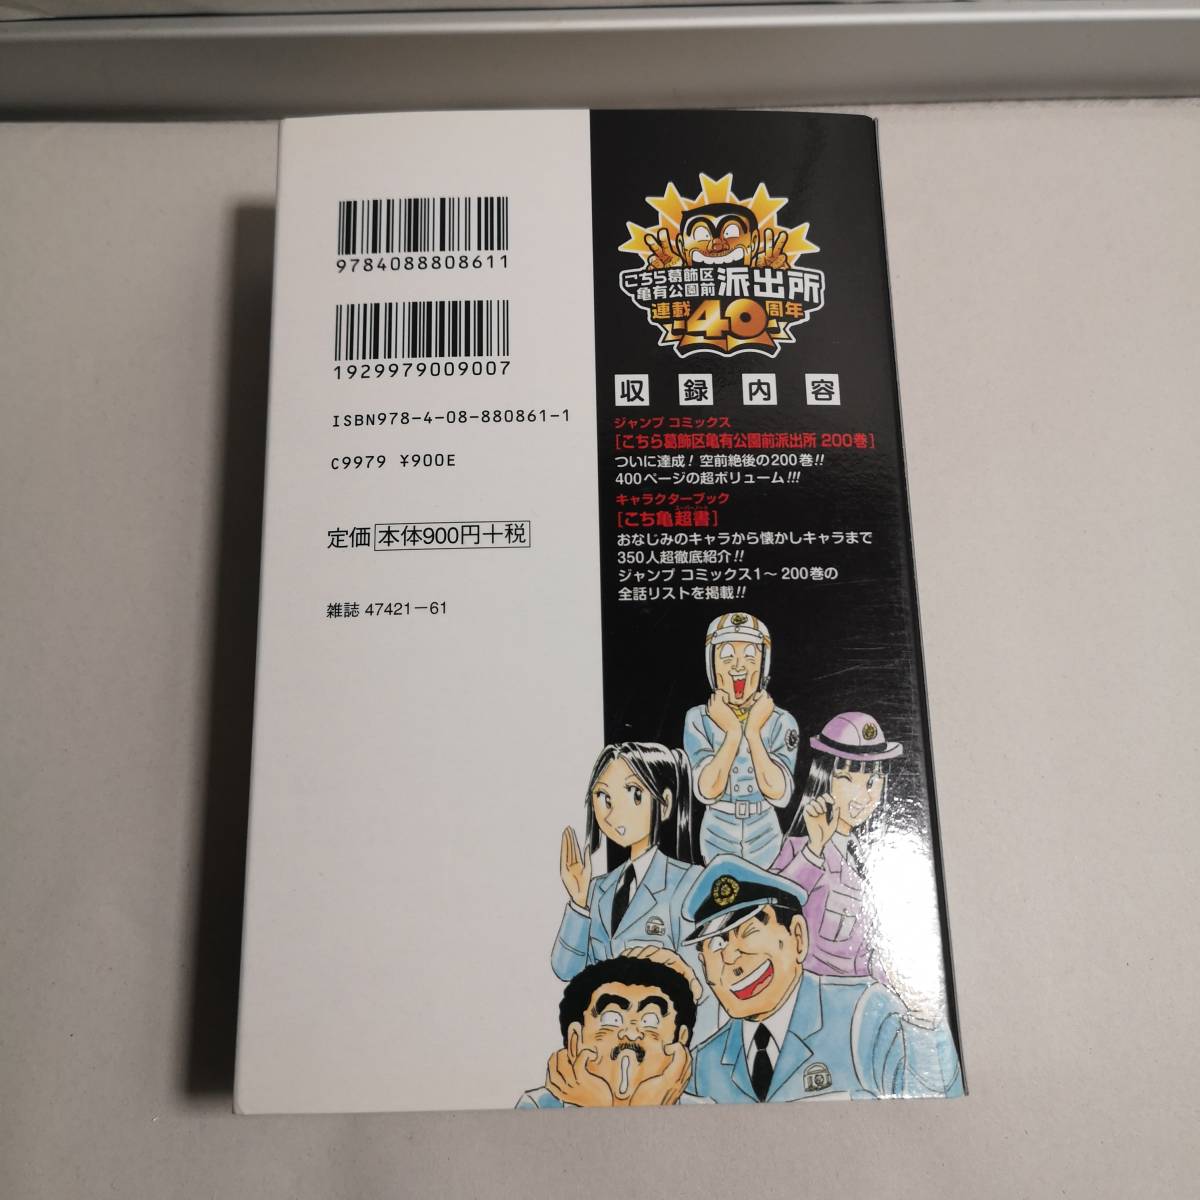 9784088808611
1929979009007
ISBN978-4-08-880861-1
C9979 ¥900E
定価 本体900円+税
雑誌 47421-61
こちら葛飾区
亀有公園前
派出所
連載40周年
収録内容
ジャンプ コミックス
[こちら葛飾区亀有公園前派出所 200巻]
ついに達成! 空前絶後の200巻!!
400ページの超ボリューム!!!
キャラクターブック
[こち亀超書]
おなじみのキャラから懐かしキャラまで
350人超徹底紹介!!
ジャンプ コミックス1〜200巻の
全話リストを掲載!!